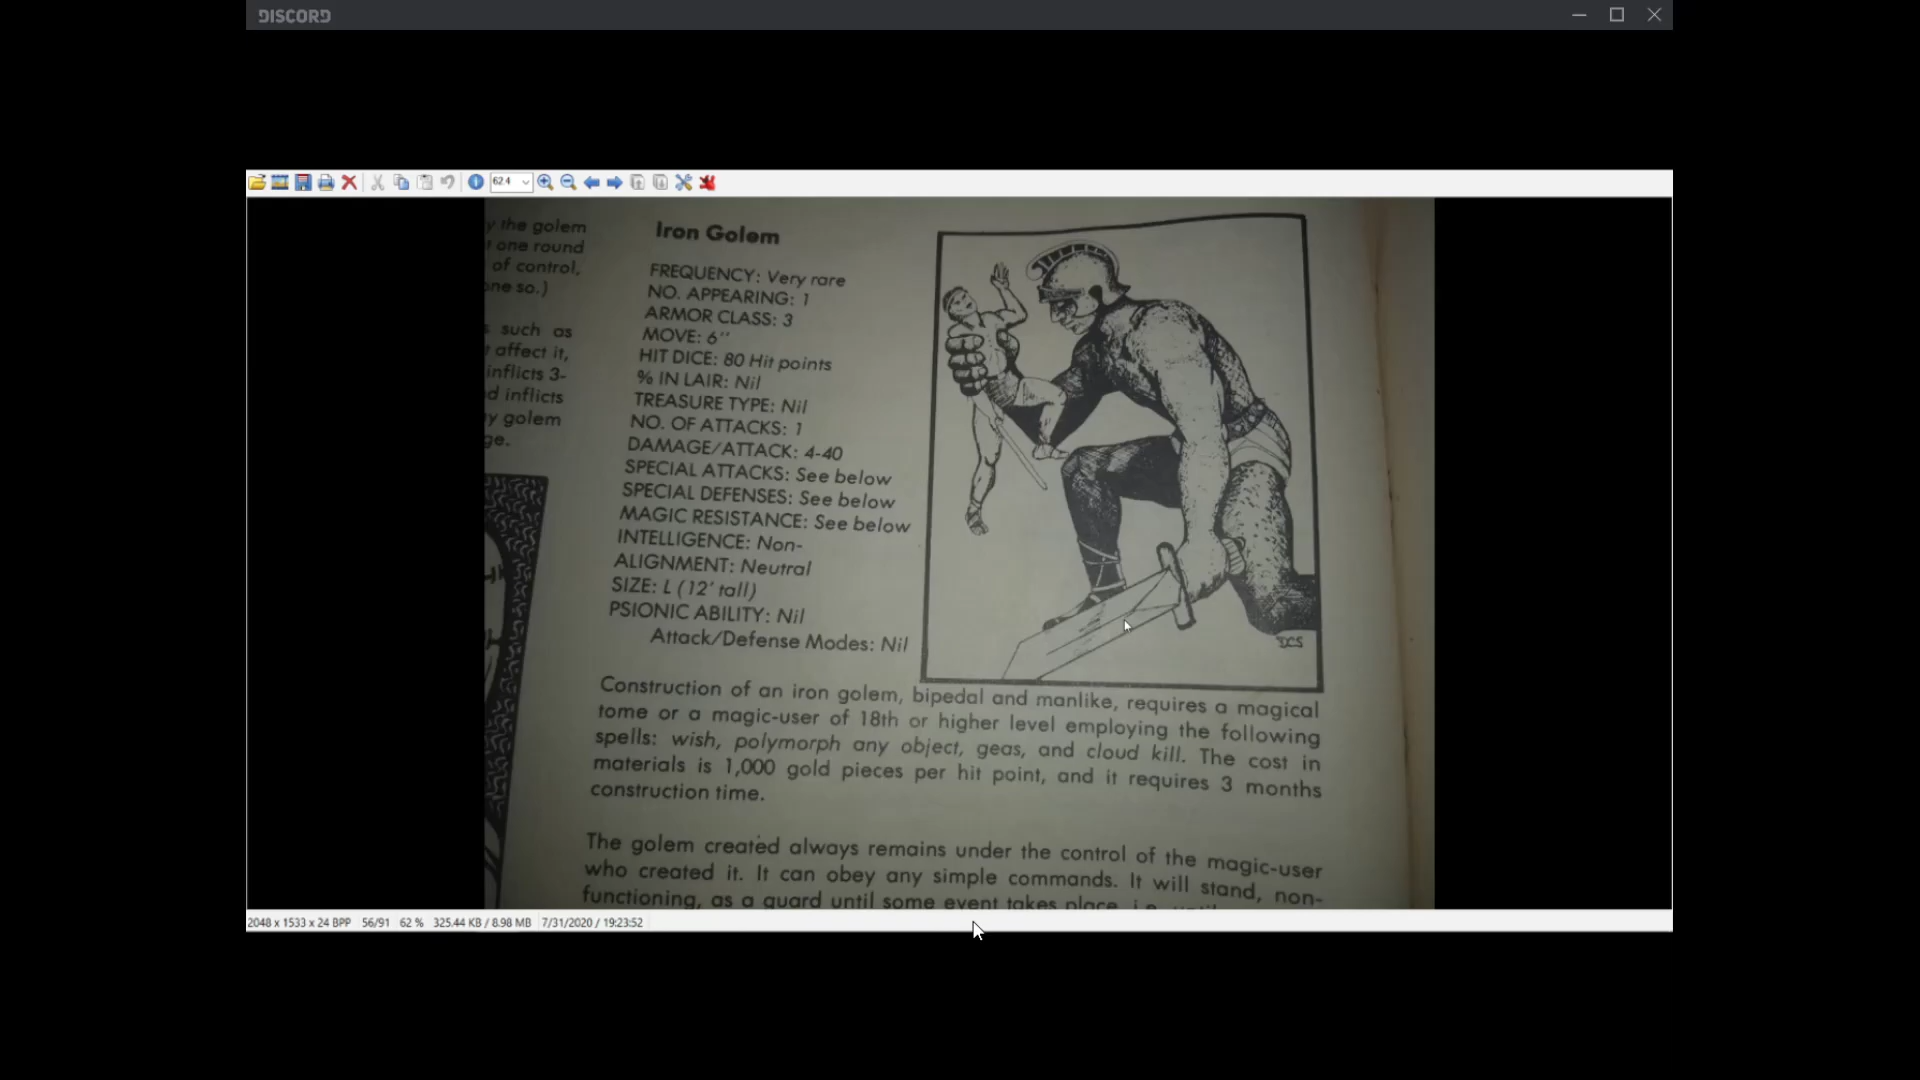 DISCORD
62.4
y the golem
t one round
of control,
one so.)
s such as
t affect it,
inflicts 3-
d inflicts
y golem
ge.
Iron Golem
FREQUENCY: Very rare
NO. APPEARING: 1
ARMOR CLASS: 3
MOVE: 6"
HIT DICE: 80 Hit points
% IN LAIR: Nil
TREASURE TYPE: Nil
NO. OF ATTACKS: 1
DAMAGE/ATTACK: 4-40
SPECIAL ATTACKS: See below
SPECIAL DEFENSES: See below
MAGIC RESISTANCE: See below
INTELLIGENCE: Non-
ALIGNMENT: Neutral
SIZE: L (12' tall)
PSIONIC ABILITY: Nil
Attack/Defense Modes: Nil
DCS
Construction of an iron golem, bipedal and manlike, requires a magical
tome or a magic-user of 18th or higher level employing the following
spells: wish, polymorph any object, geas, and cloud kill. The cost in
materials is 1,000 gold pieces per hit point, and it requires 3 months
construction time.
The golem created always remains under the control of the magic-user
who created it. It can obey any simple commands. It will stand, non-
functioning, as a guard until some event takes place, i.e. until
2048 x 1533 x 24 BPP 56/91 62 % 325.44 KB / 8.98 MB 7/31/2020 / 19:23:52